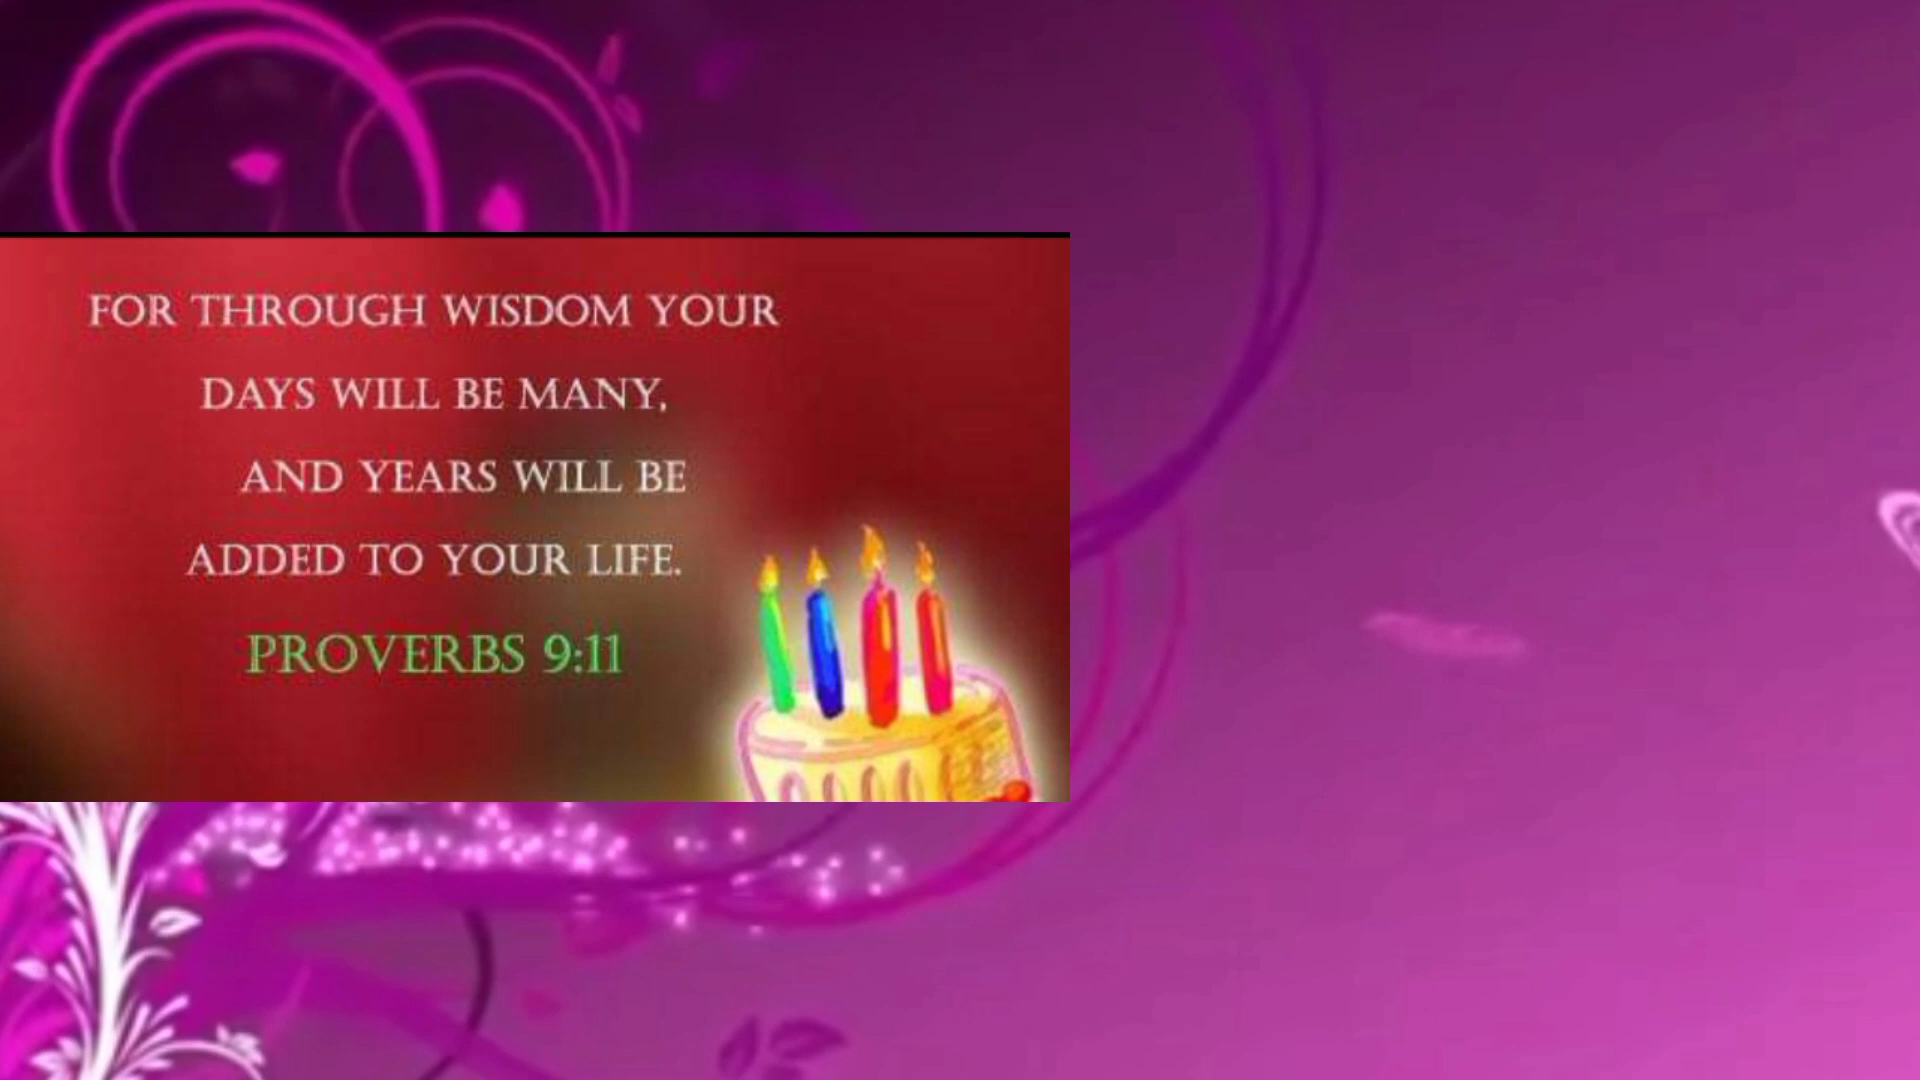 FOR THROUGH WISDOM YOUR
DAYS WILL BE MANY,
AND YEARS WILL BE
ADDED TO YOUR LIFE.
PROVERBS 9:11